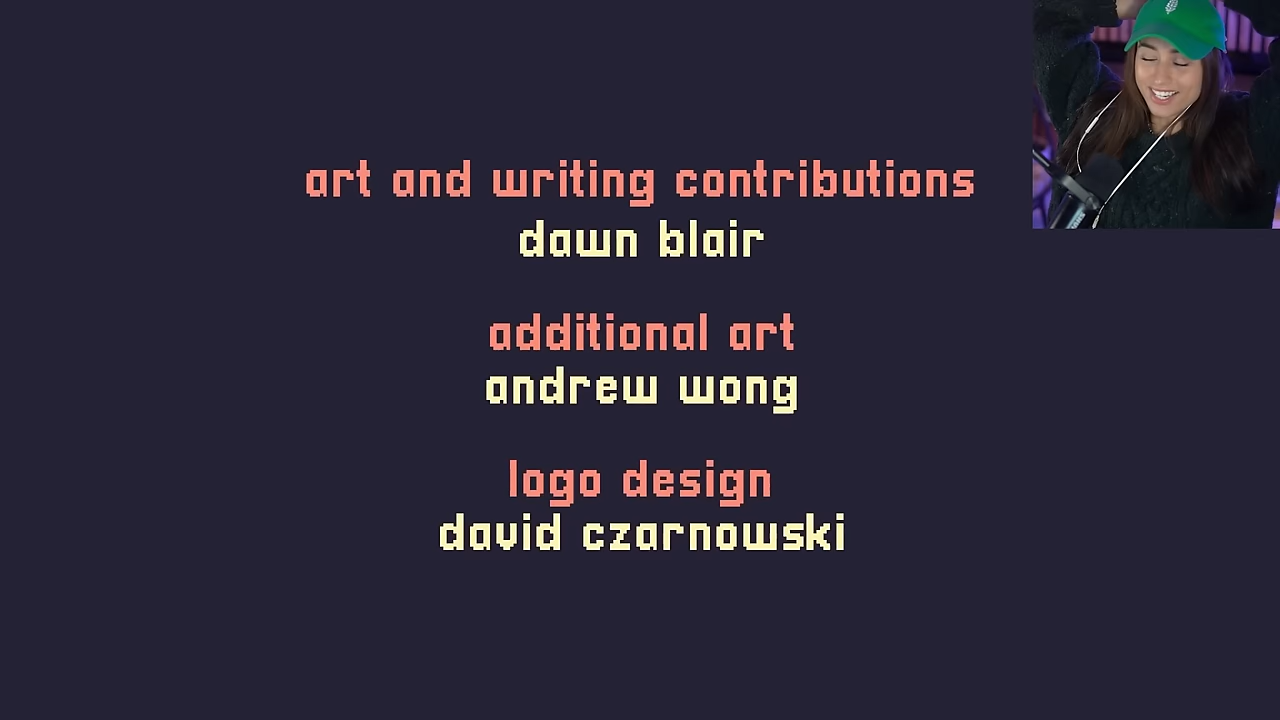 art and writing contributions
dawn blair
additional art
andrew wong
logo design
david czarnowski